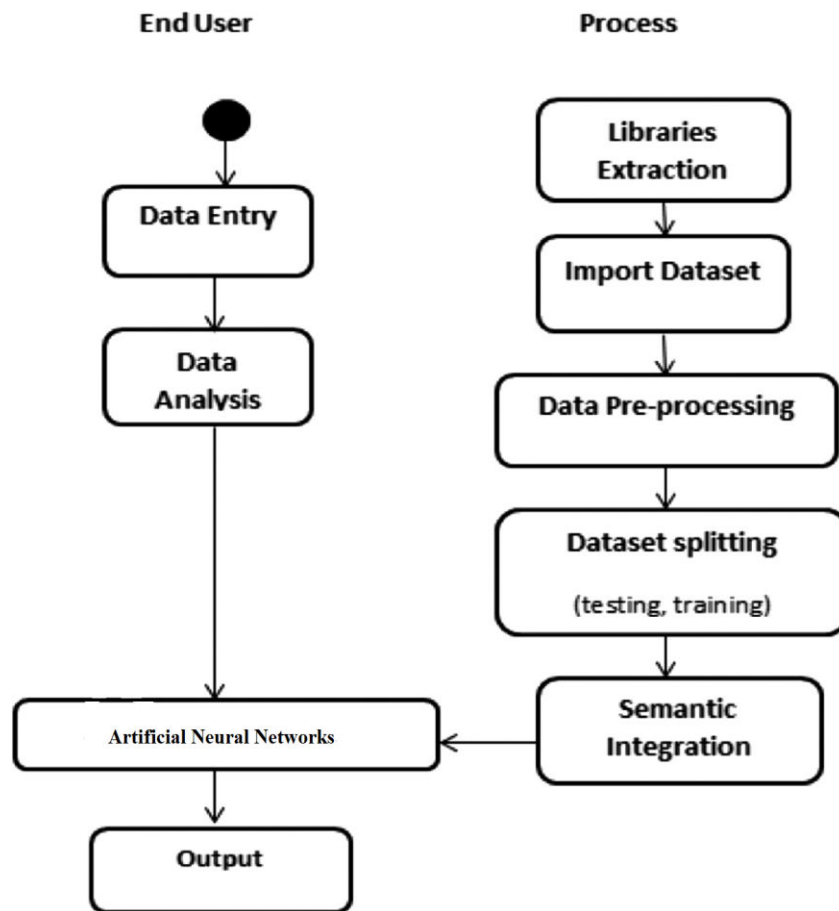 End User
Process
Data Entry
Data
Analysis
Libraries
Extraction
Import Dataset
Data Pre-processing
Dataset splitting
(testing, training)
Semantic
Integration
Artificial Neural Networks
Output